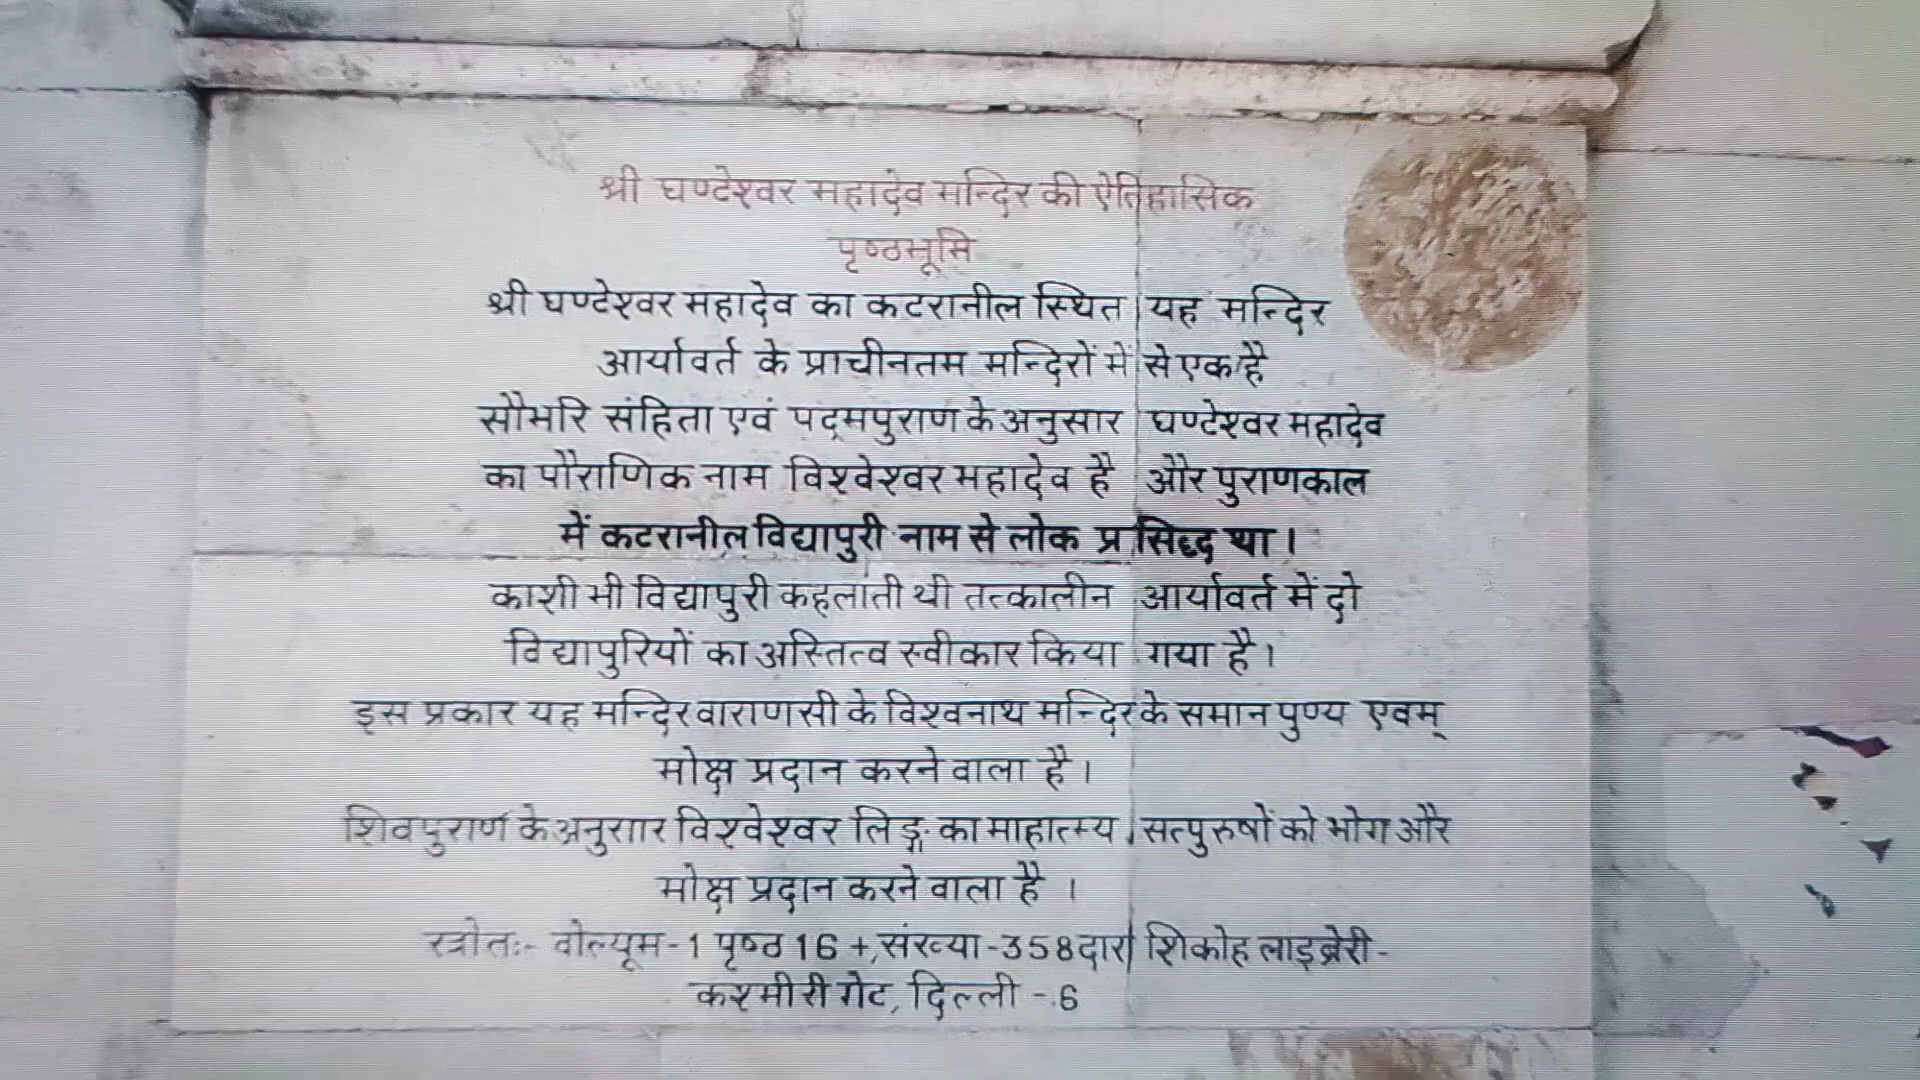 श्री घण्टेश्वर महादेव मन्दिर की ऐतिहासिक
पृष्ठभूमि
श्री घण्टेश्वर महादेव का कटरानील स्थित यह मन्दिर
आर्यावर्त के प्राचीनतम मन्दिरों में से एक है
सौभरि संहिता एवं पद्मपुराण के अनुसार घण्टेश्वर महादेव
का पौराणिक नाम विश्वेश्वर महादेव है और पुराणकाल
में कटरानील विद्यापुरी नाम से लोक प्रसिद्ध था।
काशी भी विद्यापुरी कहलाती थी तत्कालीन आर्यावर्त में दो
विद्यापुरियों का अस्तित्व स्वीकार किया गया है।
इस प्रकार यह मन्दिर वाराणसी के विश्वनाथ मन्दिर के समान पुण्य एवम्
मोक्ष प्रदान करने वाला है।
शिवपुराण के अनुसार विश्वेश्वर लिङ्ग का माहात्म्य सत्पुरुषों को भोग और
मोक्ष प्रदान करने वाला है ।
स्त्रोतः- वोल्यूम-1 पृष्ठ 16 +, संख्या-358 दारा शिकोह लाइब्रेरी-
कश्मीरी गेट, दिल्ली -6